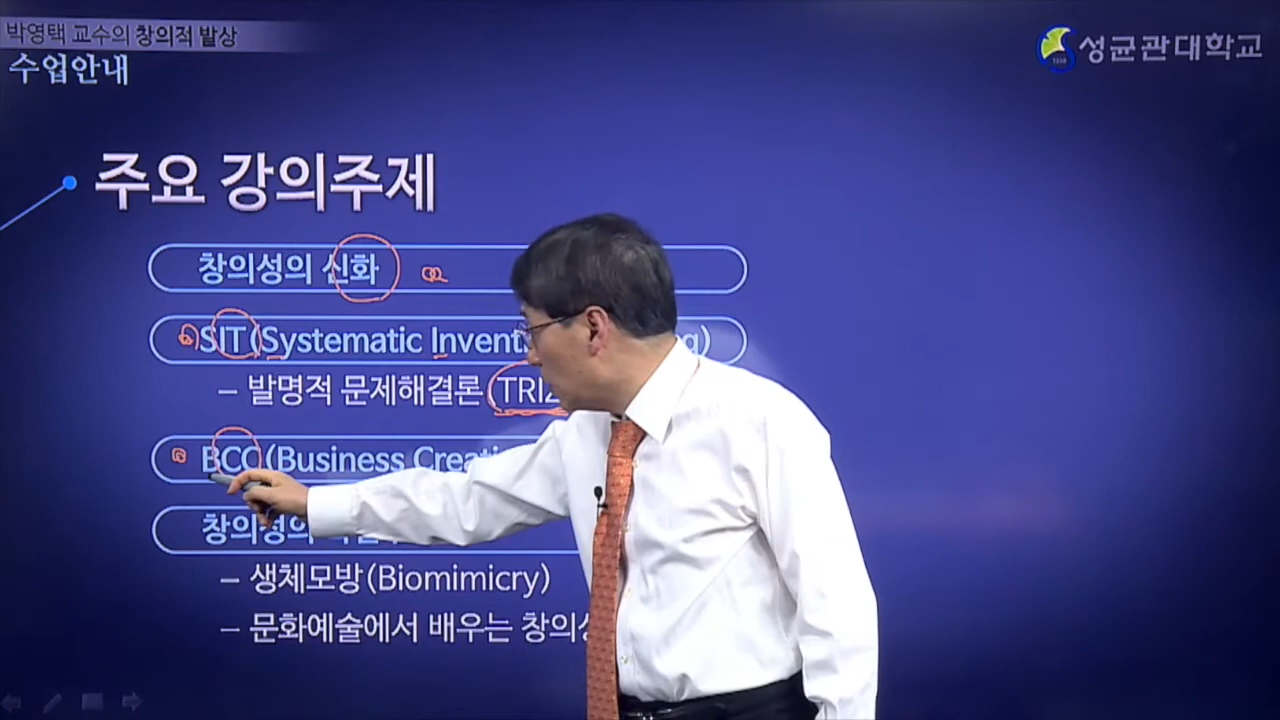 박영택 교수의 창의적 발상
수업안내
성균관대학교
주요 강의주제
창의성의 신화
SIT(Systematic
발명적 문제해결론
BCC(Business
창의성의
– 생체모방(Biomimicry)
– 문화예술에서 배우는